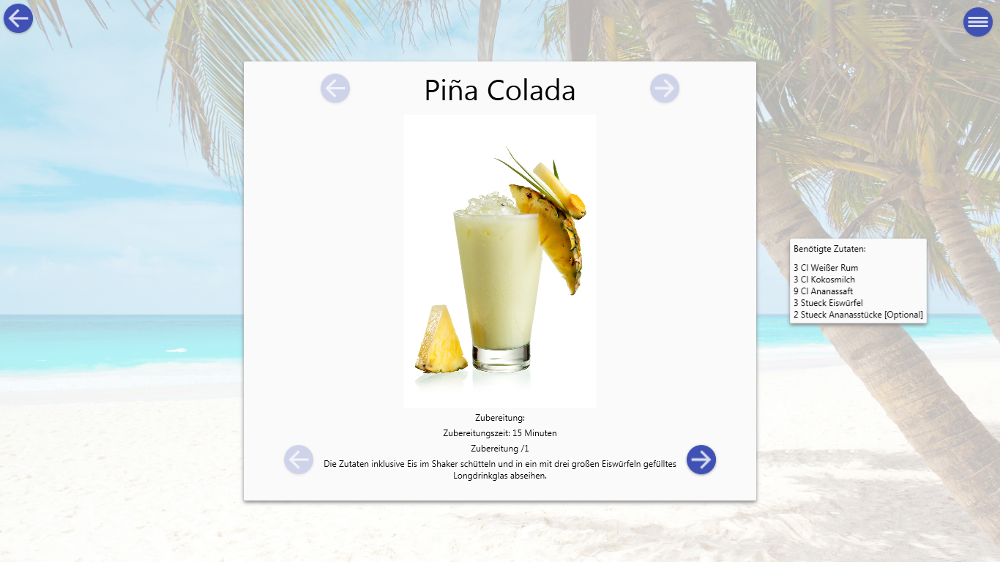 Piña Colada
Zubereitung:
Zubereitungszeit: 15 Minuten
Zubereitung /1
Die Zutaten inklusive Eis im Shaker schütteln und in ein mit drei großen Eiswürfeln gefülltes
Longdrinkglas abseihen.
Benötigte Zutaten:
3 Cl Weißer Rum
3 Cl Kokosmilch
9 Cl Ananassaft
3 Stueck Eiswürfel
2 Stueck Ananasstücke [Optional]